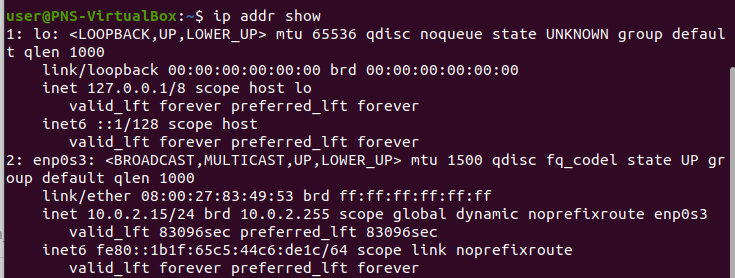 user@PNS-VirtualBox:~$ ip addr show
1: lo: <LOOPBACK,UP,LOWER_UP> mtu 65536 qdisc noqueue state UNKNOWN group defaul
t qlen 1000
    link/loopback 00:00:00:00:00:00 brd 00:00:00:00:00:00
    inet 127.0.0.1/8 scope host lo
       valid_lft forever preferred_lft forever
    inet6 ::1/128 scope host
       valid_lft forever preferred_lft forever
2: enp0s3: <BROADCAST,MULTICAST,UP,LOWER_UP> mtu 1500 qdisc fq_codel state UP gr
oup default qlen 1000
    link/ether 08:00:27:83:49:53 brd ff:ff:ff:ff:ff:ff
    inet 10.0.2.15/24 brd 10.0.2.255 scope global dynamic noprefixroute enp0s3
       valid_lft 83096sec preferred_lft 83096sec
    inet6 fe80::1b1f:65c5:44c6:de1c/64 scope link noprefixroute
       valid_lft forever preferred_lft forever